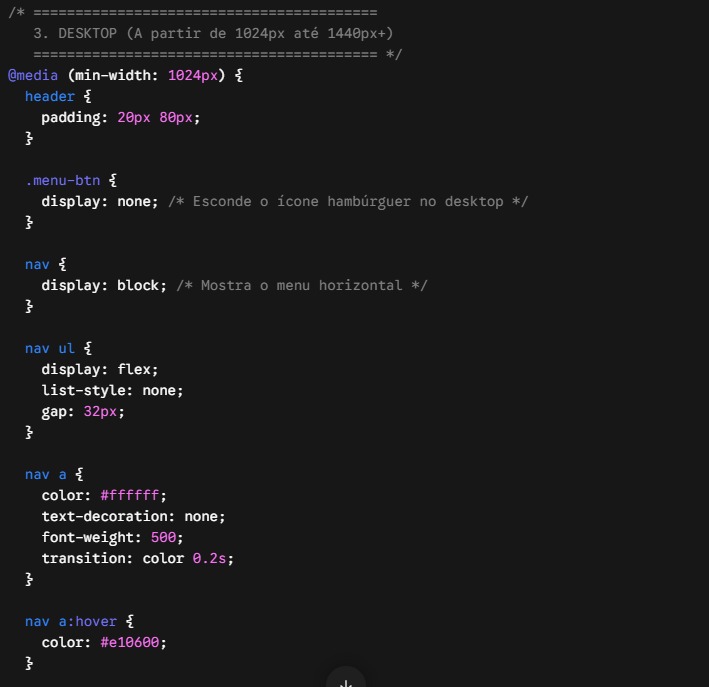 /* =========================================
   3. DESKTOP (A partir de 1024px até 1440px+)
   ========================================= */
@media (min-width: 1024px) {
  header {
    padding: 20px 80px;
  }

  .menu-btn {
    display: none; /* Esconde o ícone hambúrguer no desktop */
  }

  nav {
    display: block; /* Mostra o menu horizontal */
  }

  nav ul {
    display: flex;
    list-style: none;
    gap: 32px;
  }

  nav a {
    color: #ffffff;
    text-decoration: none;
    font-weight: 500;
    transition: color 0.2s;
  }

  nav a:hover {
    color: #e10600;
  }